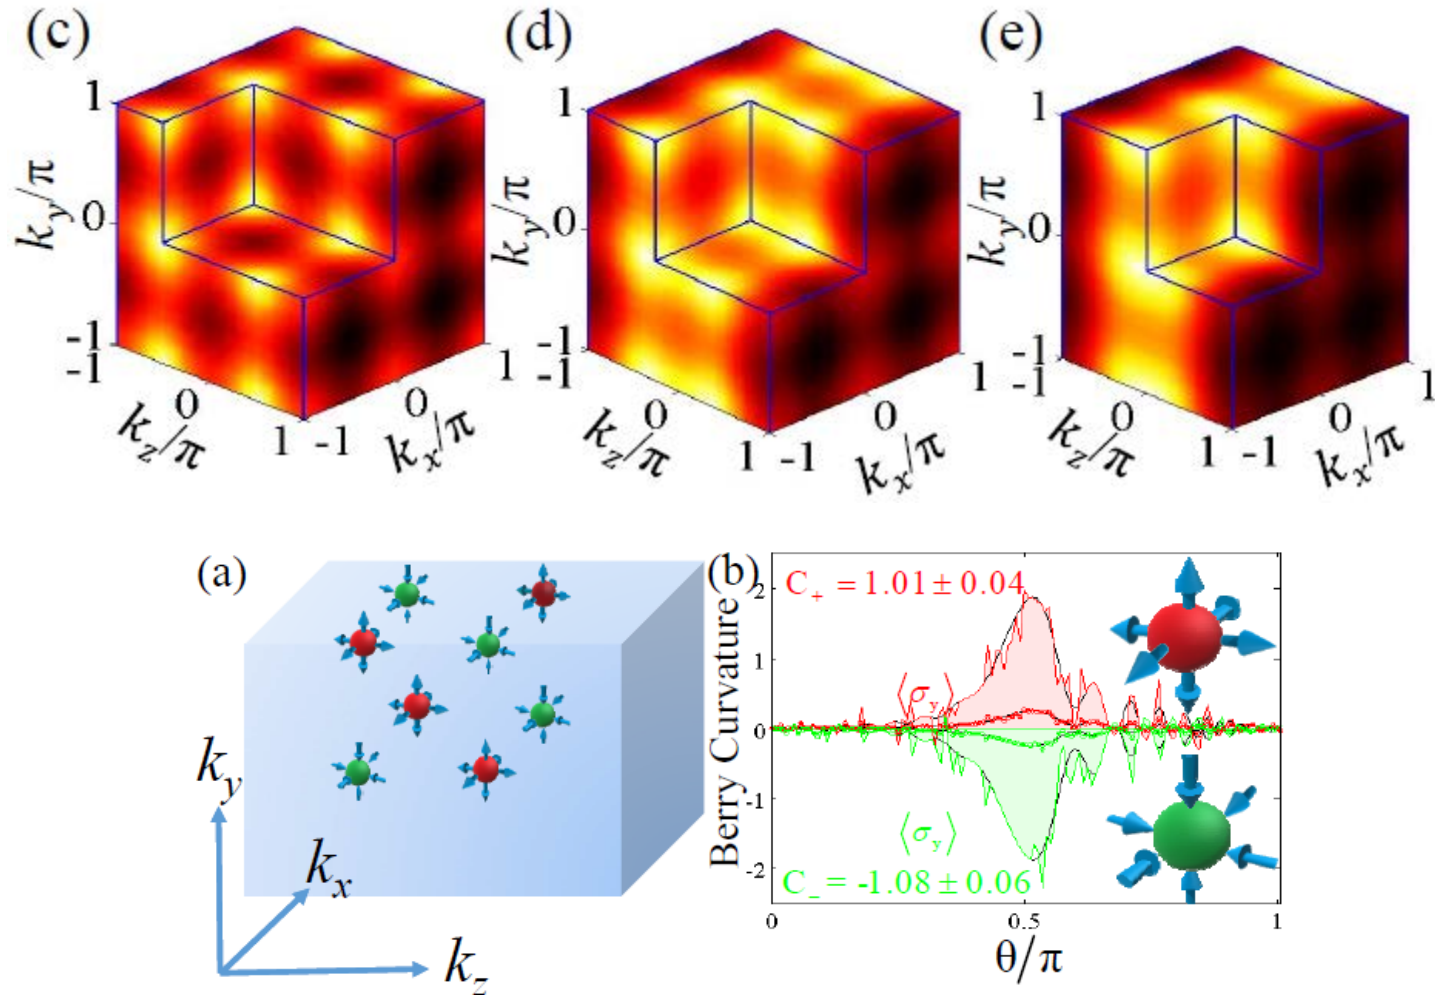 (c)
(d)
(e)
k_y/π
1
0
-1
-1
0
1
k_z/π
-1
0
1
k_x/π
k_y/π
1
0
-1
-1
0
1
k_z/π
-1
0
1
k_x/π
k_y/π
1
0
-1
-1
0
1
k_z/π
-1
0
1
k_x/π
(a)
k_y
k_x
k_z
(b)
Berry Curvature
2
1
0
-1
-2
C_+ = 1.01 ± 0.04
⟨σ_y⟩
⟨σ_y⟩
C_- = -1.08 ± 0.06
0
0.5
1
θ/π